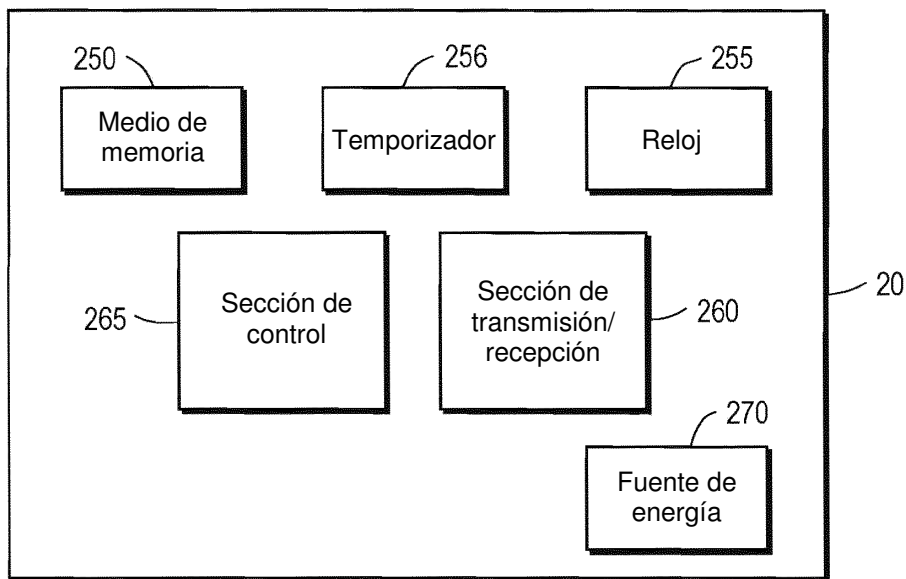 250
256
255
Medio de
memoria
Temporizador
Reloj
265
Sección de
control
Sección de
transmisión/
recepción
260
20
270
Fuente de
energía